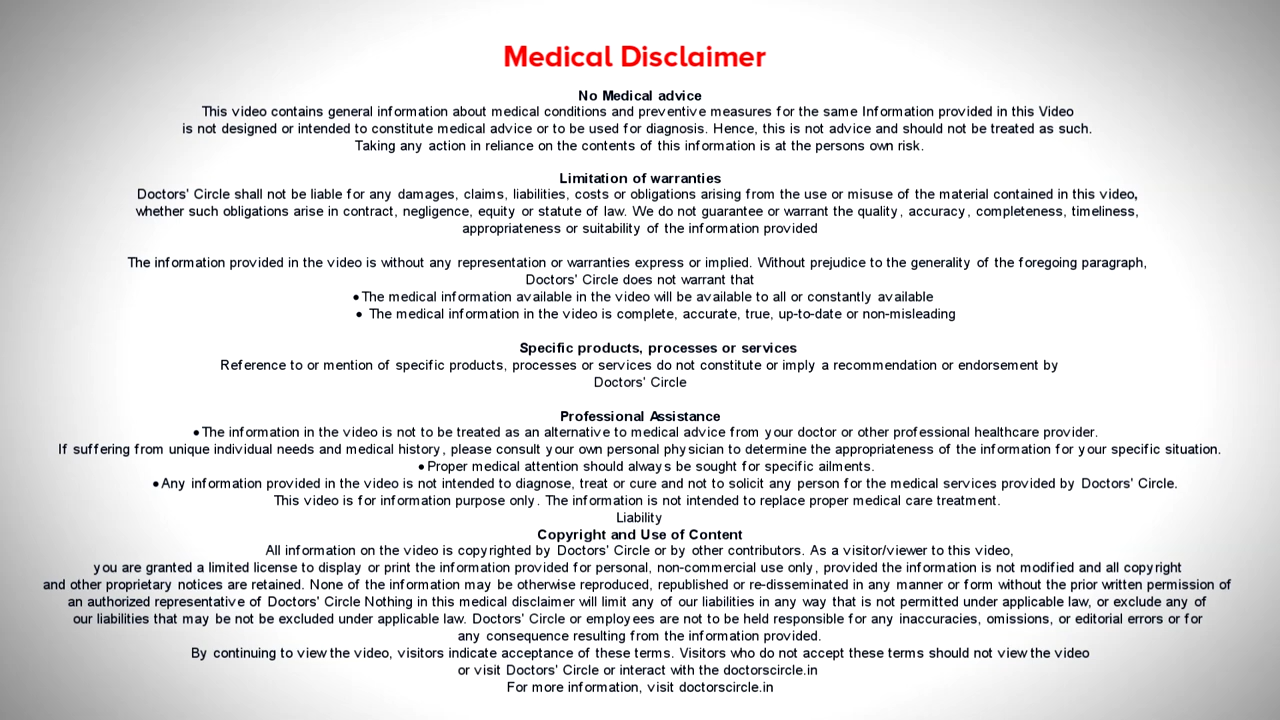 Medical Disclaimer
No Medical advice
This video contains general information about medical conditions and preventive measures for the same Information provided in this Video
is not designed or intended to constitute medical advice or to be used for diagnosis. Hence, this is not advice and should not be treated as such.
Taking any action in reliance on the contents of this information is at the persons own risk.
Limitation of warranties
Doctors' Circle shall not be liable for any damages, claims, liabilities, costs or obligations arising from the use or misuse of the material contained in this video,
whether such obligations arise in contract, negligence, equity or statute of law. We do not guarantee or warrant the quality, accuracy, completeness, timeliness,
appropriateness or suitability of the information provided
The information provided in the video is without any representation or warranties express or implied. Without prejudice to the generality of the foregoing paragraph,
Doctors' Circle does not warrant that
•The medical information available in the video will be available to all or constantly available
• The medical information in the video is complete, accurate, true, up-to-date or non-misleading
Specific products, processes or services
Reference to or mention of specific products, processes or services do not constitute or imply a recommendation or endorsement by
Doctors' Circle
Professional Assistance
•The information in the video is not to be treated as an alternative to medical advice from your doctor or other professional healthcare provider.
If suffering from unique individual needs and medical history, please consult your own personal physician to determine the appropriateness of the information for your specific situation.
•Proper medical attention should always be sought for specific ailments.
•Any information provided in the video is not intended to diagnose, treat or cure and not to solicit any person for the medical services provided by Doctors' Circle.
This video is for information purpose only. The information is not intended to replace proper medical care treatment.
Liability
Copyright and Use of Content
All information on the video is copyrighted by Doctors' Circle or by other contributors. As a visitor/viewer to this video,
you are granted a limited license to display or print the information provided for personal, non-commercial use only, provided the information is not modified and all copyright
and other proprietary notices are retained. None of the information may be otherwise reproduced, republished or re-disseminated in any manner or form without the prior written permission of
an authorized representative of Doctors' Circle Nothing in this medical disclaimer will limit any of our liabilities in any way that is not permitted under applicable law, or exclude any of
our liabilities that may be not be excluded under applicable law. Doctors' Circle or employees are not to be held responsible for any inaccuracies, omissions, or editorial errors or for
any consequence resulting from the information provided.
By continuing to view the video, visitors indicate acceptance of these terms. Visitors who do not accept these terms should not view the video
or visit Doctors' Circle or interact with the doctorscircle.in
For more information, visit doctorscircle.in